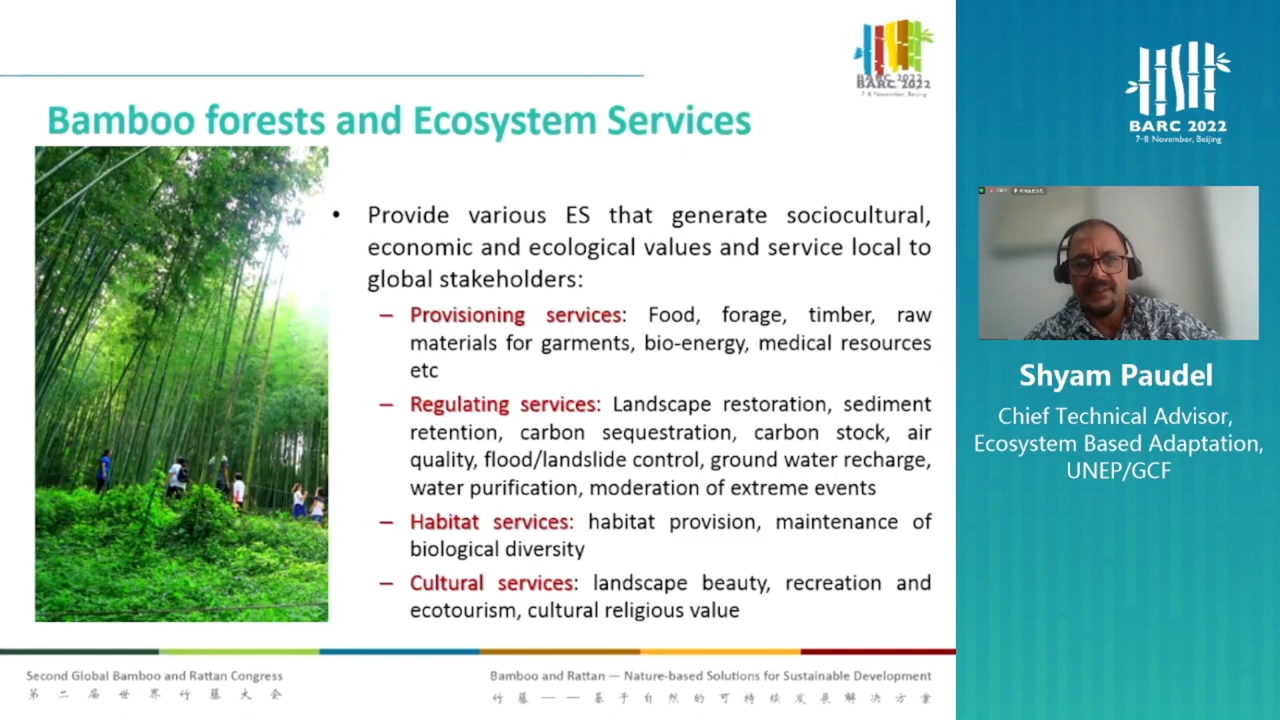 BARC 2022
BARC 2022
7-8 November, Beijing
Bamboo forests and Ecosystem Services
• Provide various ES that generate sociocultural,
economic and ecological values and service local to
global stakeholders:
– Provisioning services: Food, forage, timber, raw
materials for garments, bio-energy, medical resources
etc
– Regulating services: Landscape restoration, sediment
retention, carbon sequestration, carbon stock, air
quality, flood/landslide control, ground water recharge,
water purification, moderation of extreme events
– Habitat services: habitat provision, maintenance of
biological diversity
– Cultural services: landscape beauty, recreation and
ecotourism, cultural religious value
Second Global Bamboo and Rattan Congress
第二届世界竹藤大会
Bamboo and Rattan — Nature-based Solutions for Sustainable Development
竹藤——基于自然的可持续发展解决方案
BARC 2022
7-8 November, Beijing
Shyam Paudel
Chief Technical Advisor,
Ecosystem Based Adaptation,
UNEP/GCF